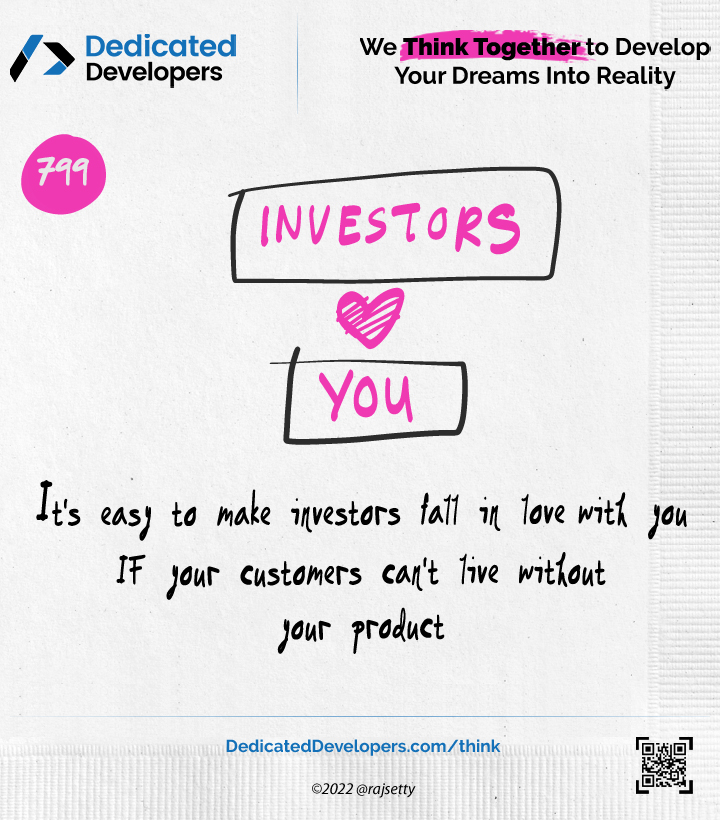 Dedicated
Developers
We Think Together to Develop
Your Dreams Into Reality
799
INVESTORS
YOU
It's easy to make investors fall in love with you
IF your customers can't live without
your product
DedicatedDevelopers.com/think
©2022 @rajsetty